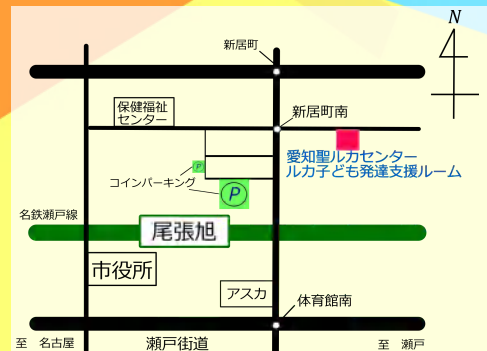 N
新居町
保健福祉
センター
新居町南
愛知聖ルカセンター
ルカ子ども発達支援ルーム
P
コインパーキング
P
名鉄瀬戸線
尾張旭
市役所
アスカ
体育館南
至 名古屋
瀬戸街道
至 瀬戸